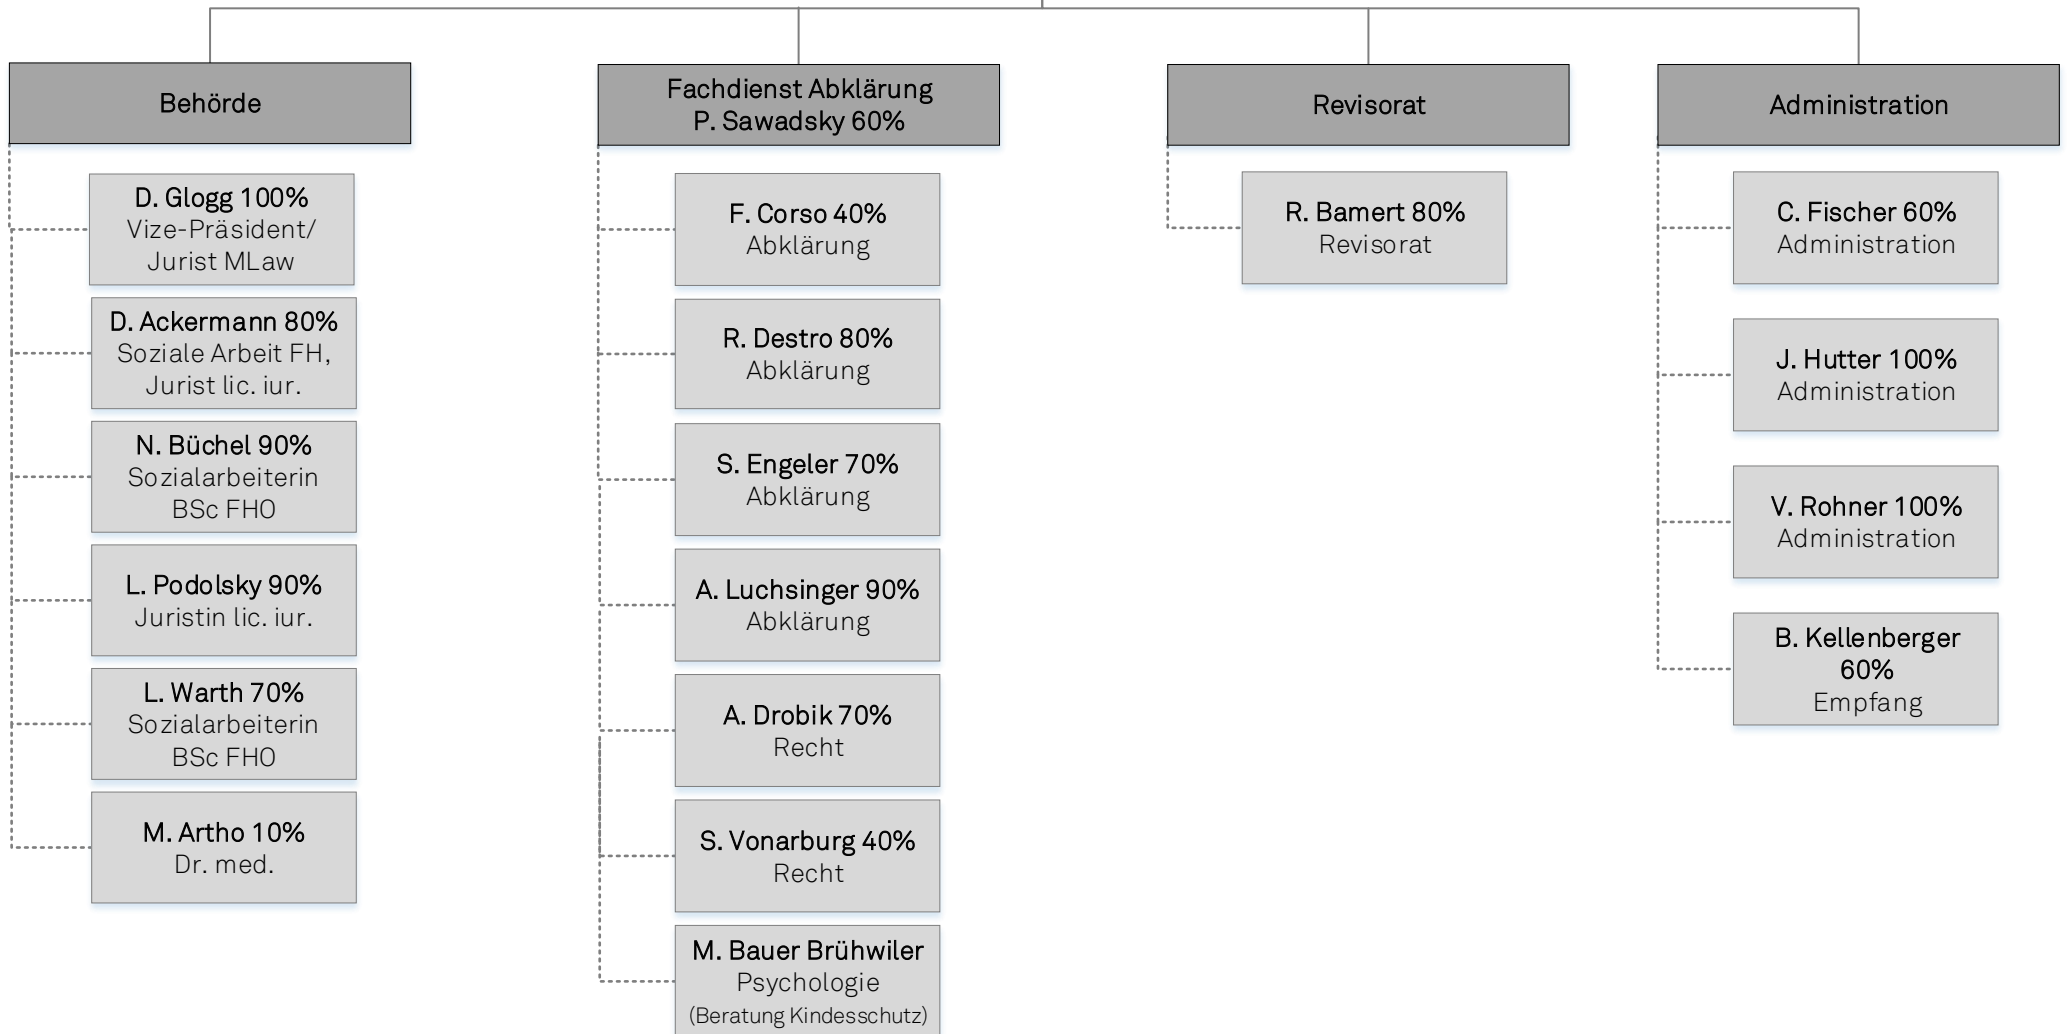 Behörde
D. Glogg 100%
Vize-Präsident/
Jurist MLaw
D. Ackermann 80%
Soziale Arbeit FH,
Jurist lic. iur.
N. Büchel 90%
Sozialarbeiterin
BSc FHO
L. Podolsky 90%
Juristin lic. iur.
L. Warth 70%
Sozialarbeiterin
BSc FHO
M. Artho 10%
Dr. med.
Fachdienst Abklärung
P. Sawadsky 60%
F. Corso 40%
Abklärung
R. Destro 80%
Abklärung
S. Engeler 70%
Abklärung
A. Luchsinger 90%
Abklärung
A. Drobik 70%
Recht
S. Vonarburg 40%
Recht
M. Bauer Brühwiler
Psychologie
(Beratung Kindesschutz)
Revisorat
R. Bamert 80%
Revisorat
Administration
C. Fischer 60%
Administration
J. Hutter 100%
Administration
V. Rohner 100%
Administration
B. Kellenberger
60%
Empfang